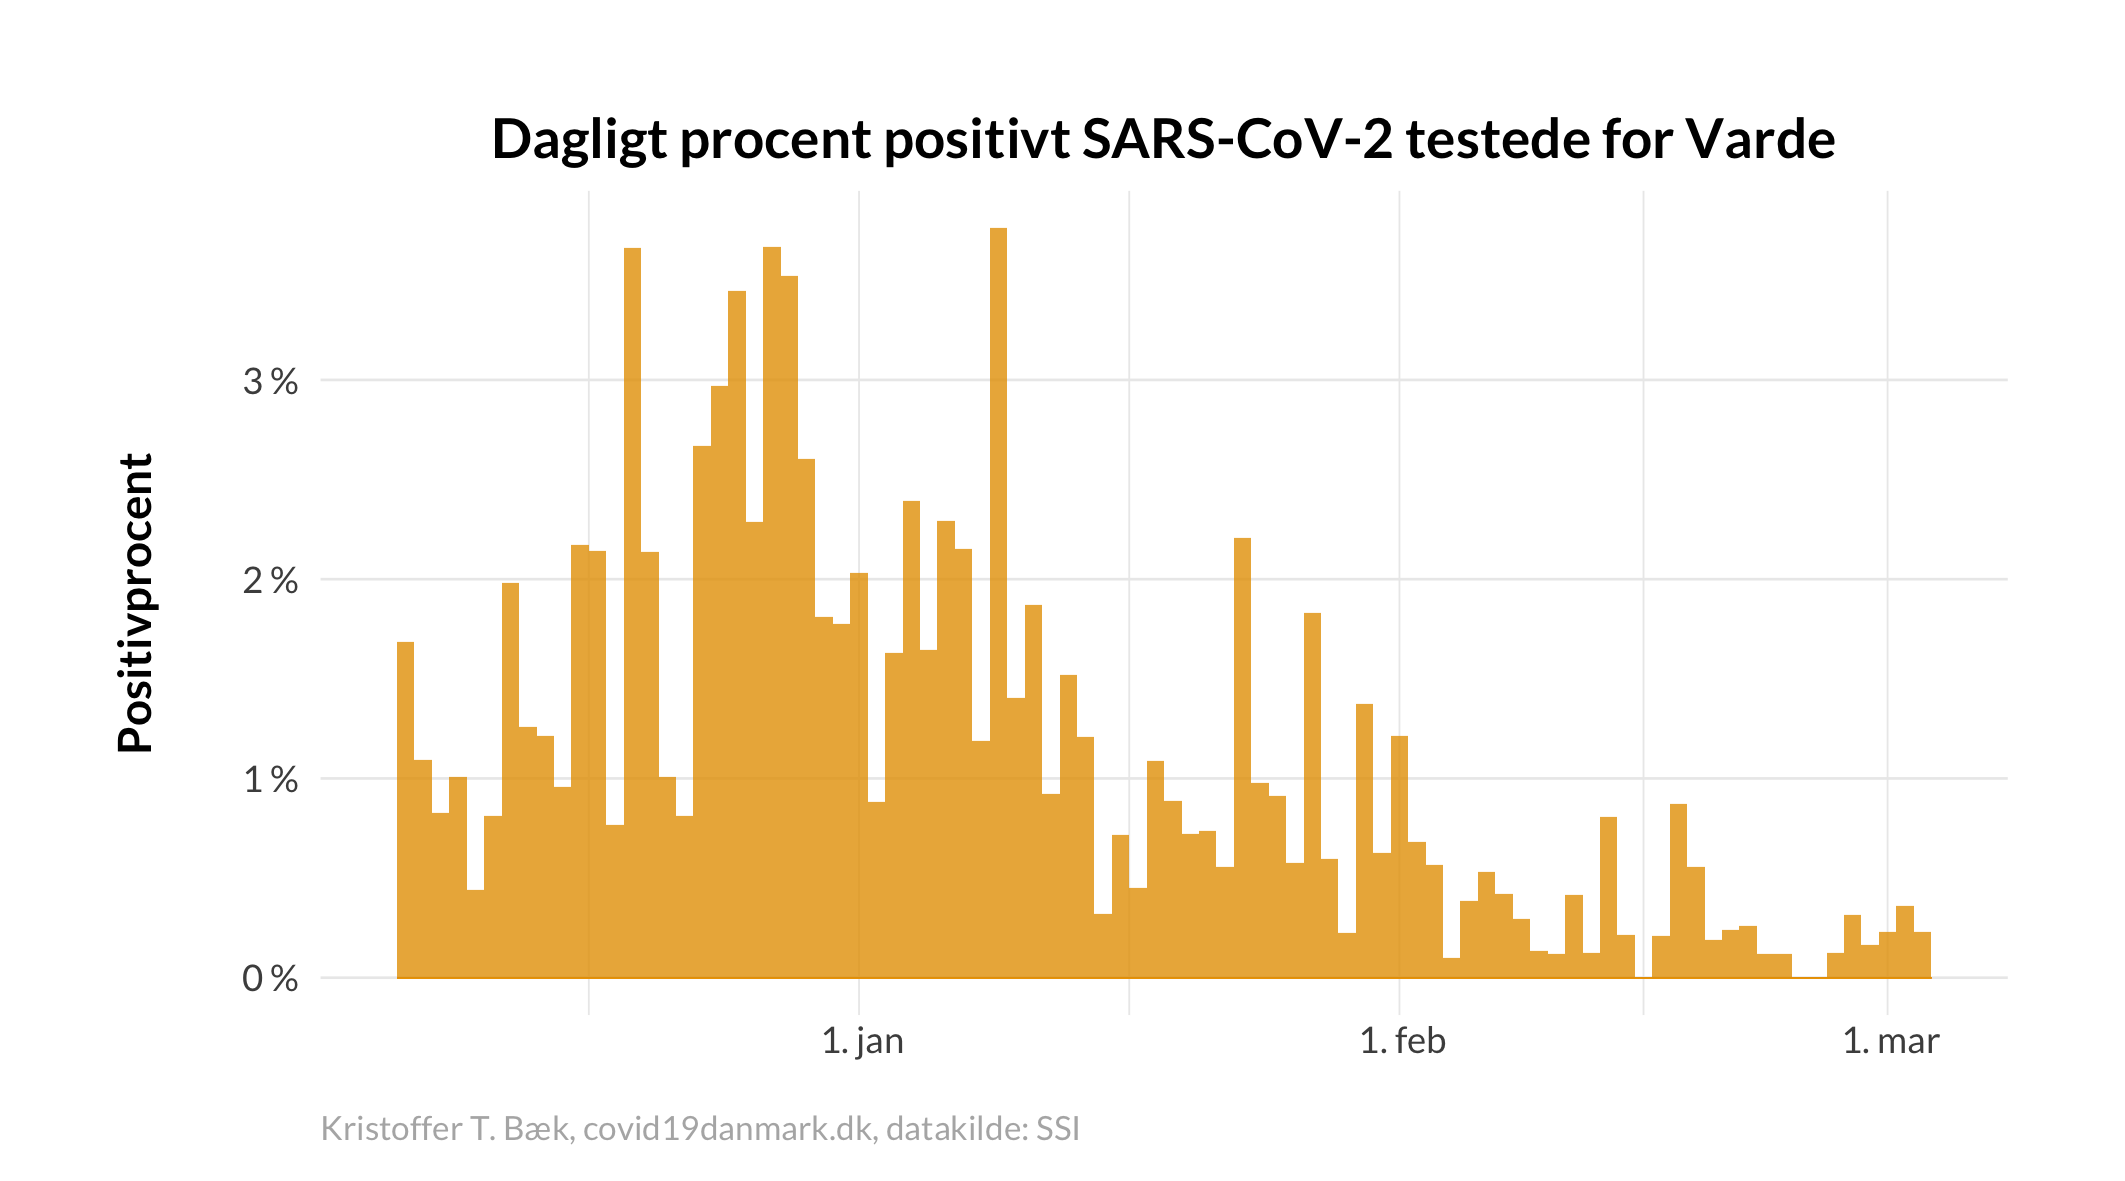 Dagligt procent positivt SARS-CoV-2 testede for Varde
Positivprocent
3 %
2 %
1 %
0 %
1. jan
1. feb
1. mar
Kristoffer T. Bæk, covid19danmark.dk, datakilde: SSI